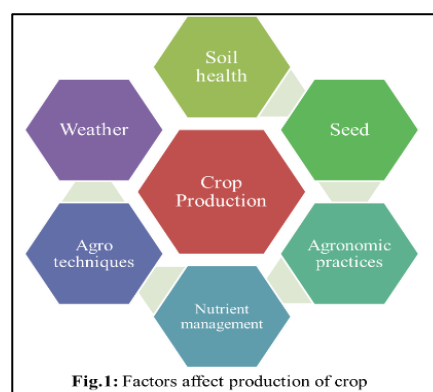 Soil
health
Seed
Agronomic
practices
Nutrient
management
Agro
techniques
Weather
Crop
Production
Fig.1: Factors affect production of crop